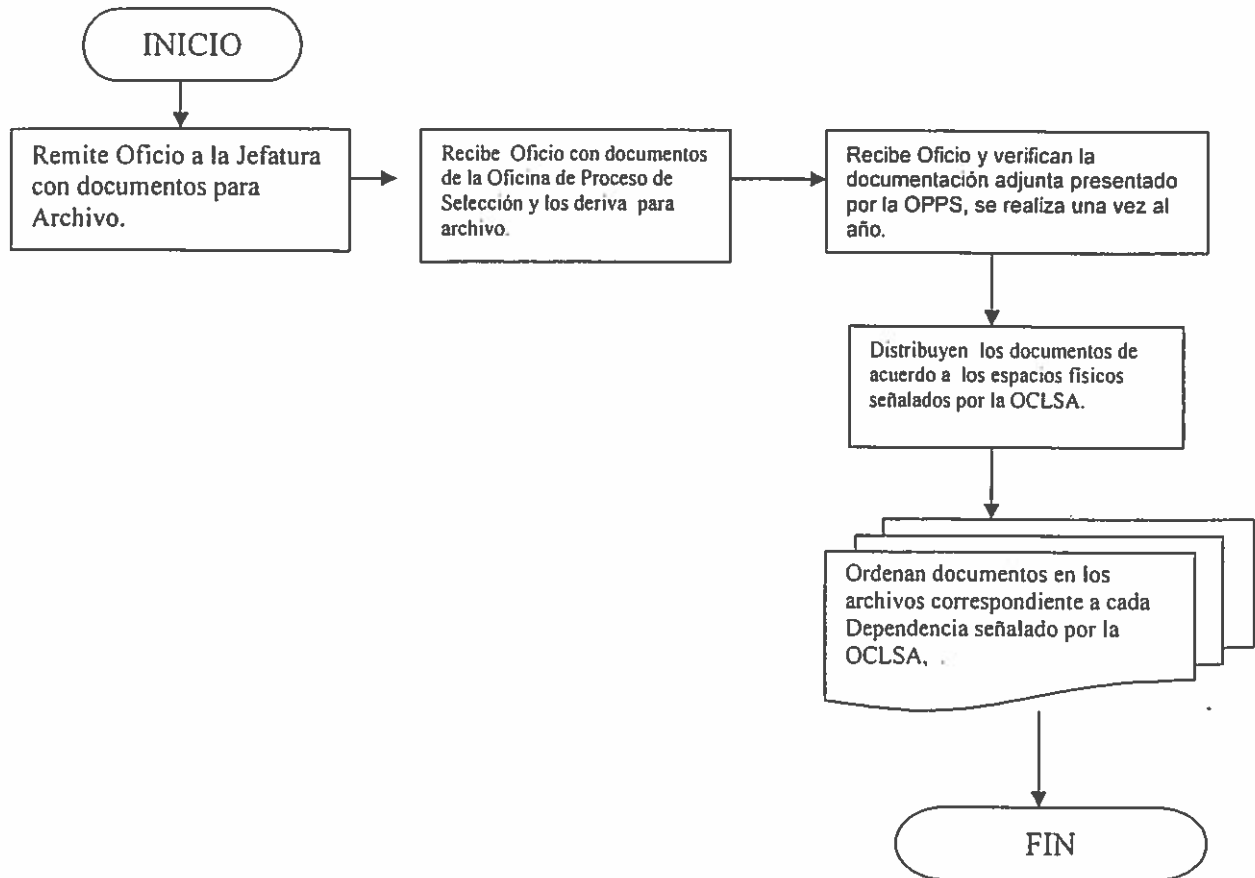 INICIO
Remite Oficio a la Jefatura
con documentos para
Archivo.
Recibe Oficio con documentos
de la Oficina de Proceso de
Selección y los deriva para
archivo.
Recibe Oficio y verifican la
documentación adjunta presentado
por la OPPS, se realiza una vez al
año.
Distribuyen los documentos de
acuerdo a los espacios físicos
señalados por la OCLSA.
Ordenan documentos en los
archivos correspondiente a cada
Dependencia señalado por la
OCLSA.
FIN